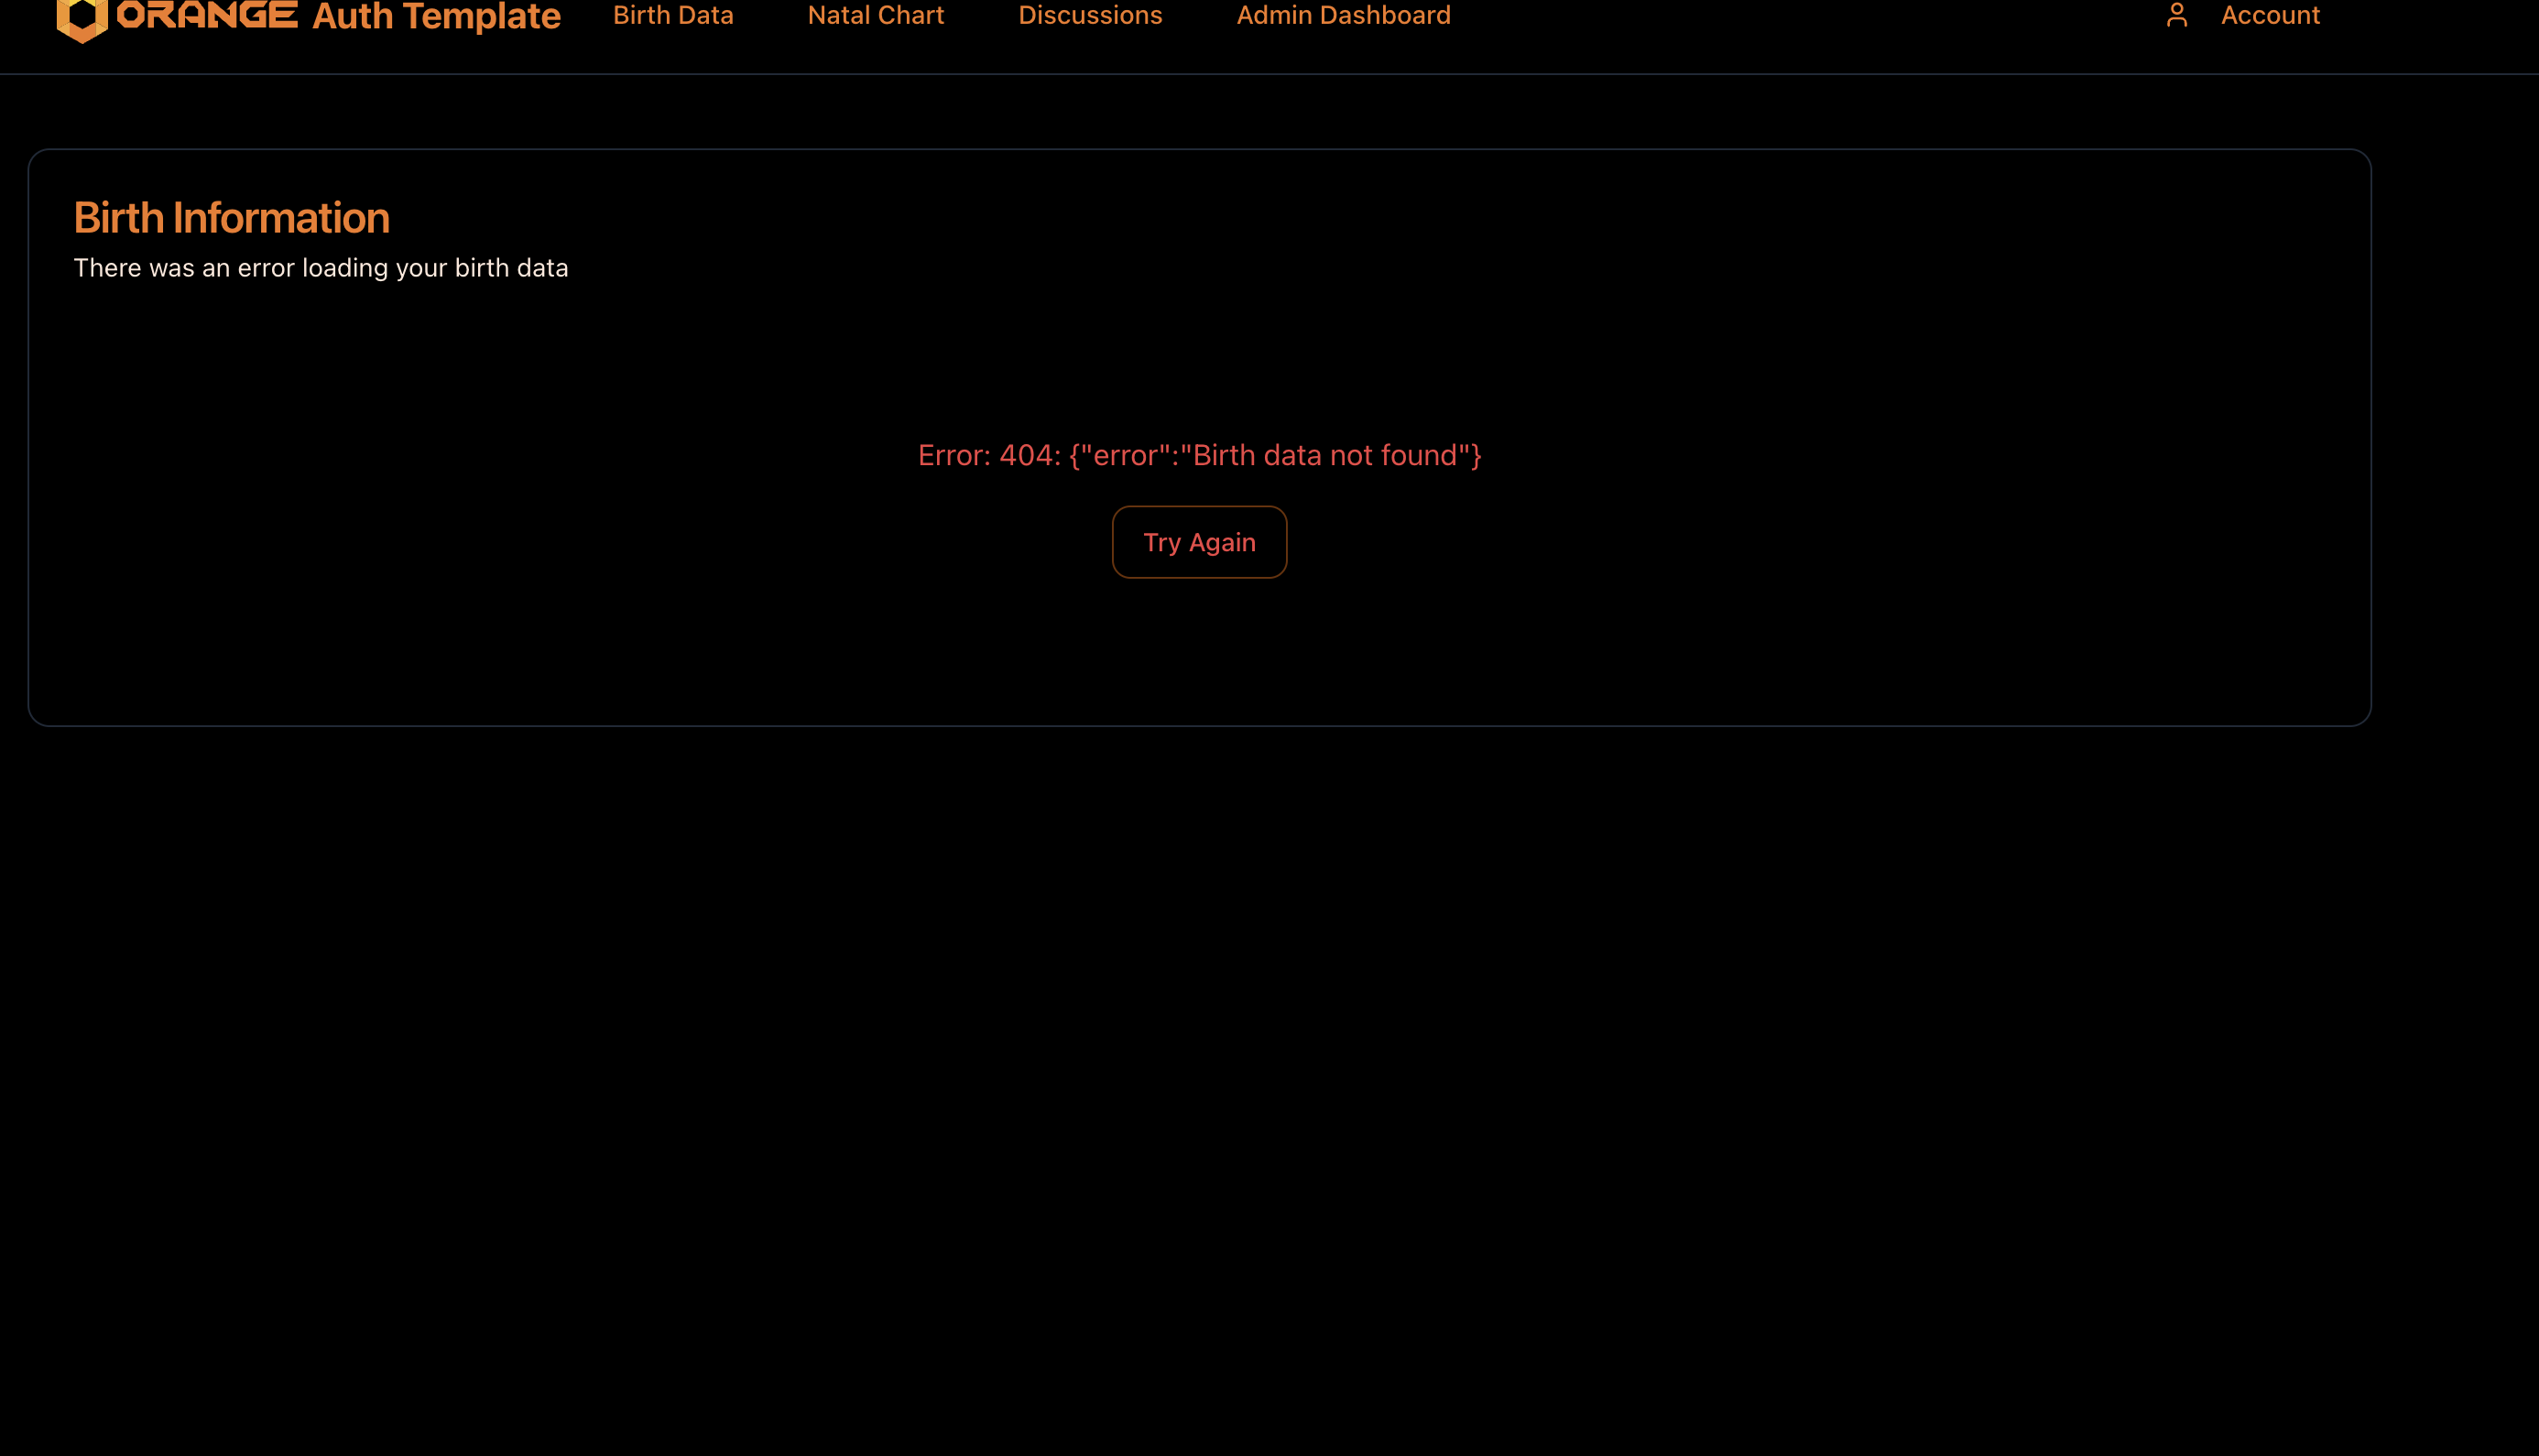 ORANGE Auth Template Birth Data Natal Chart Discussions Admin Dashboard Account
Birth Information
There was an error loading your birth data
Error: 404: {"error":"Birth data not found"}
Try Again